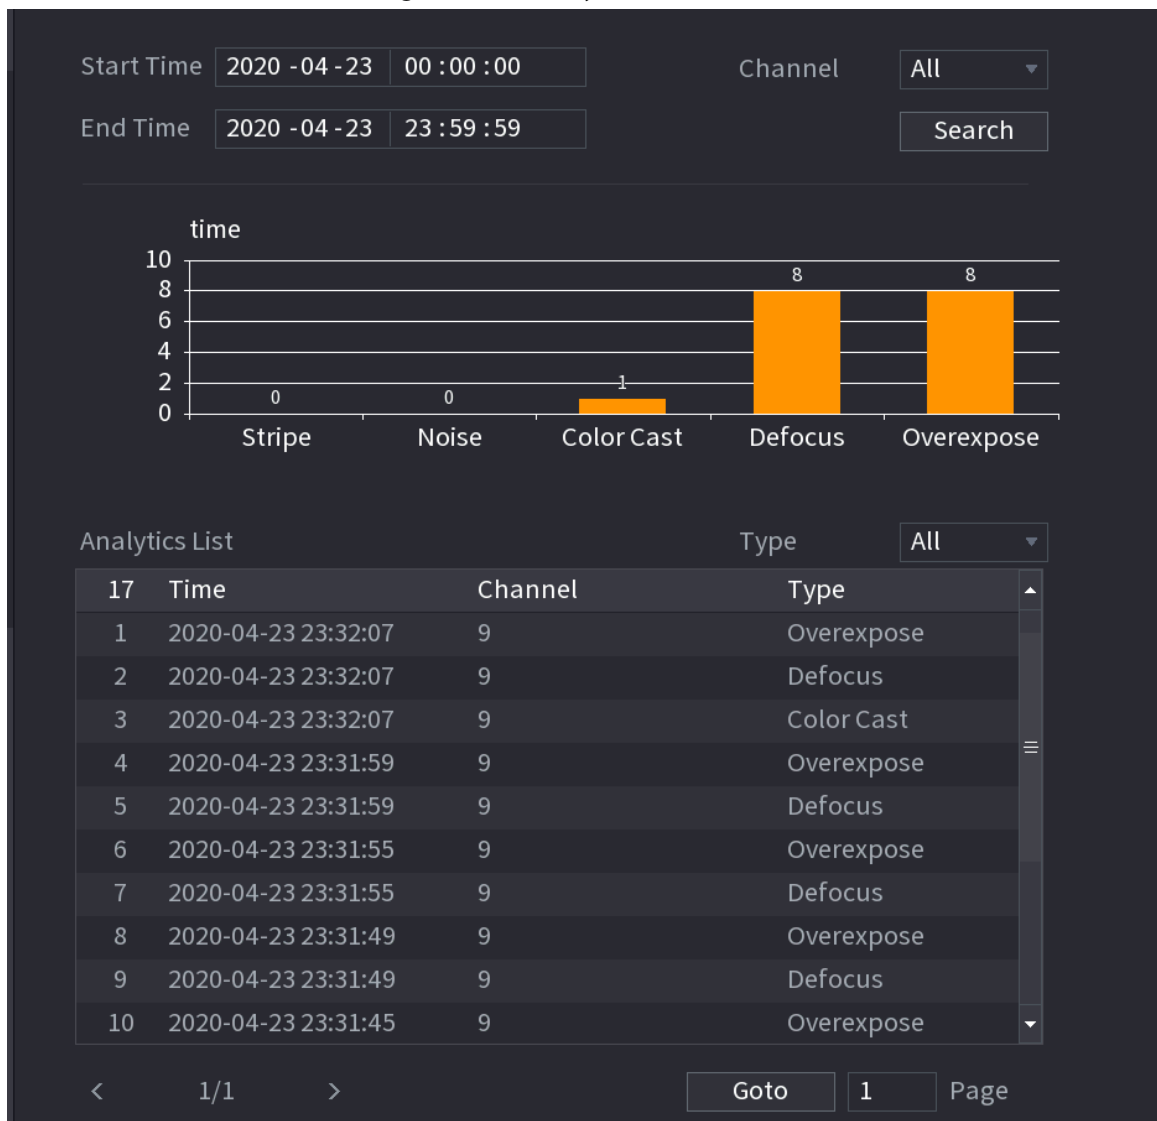 Start Time 2020 -04 -23 00 : 00 : 00 Channel All
End Time 2020 -04 -23 23 : 59 : 59 Search
time
10
8
6
4
2
0
8 8
1
0 0
Stripe Noise Color Cast Defocus Overexpose
Analytics List Type All
17 Time Channel Type
1 2020-04-23 23:32:07 9 Overexpose
2 2020-04-23 23:32:07 9 Defocus
3 2020-04-23 23:32:07 9 Color Cast
4 2020-04-23 23:31:59 9 Overexpose
5 2020-04-23 23:31:59 9 Defocus
6 2020-04-23 23:31:55 9 Overexpose
7 2020-04-23 23:31:55 9 Defocus
8 2020-04-23 23:31:49 9 Overexpose
9 2020-04-23 23:31:49 9 Defocus
10 2020-04-23 23:31:45 9 Overexpose
< 1/1 > Goto 1 Page